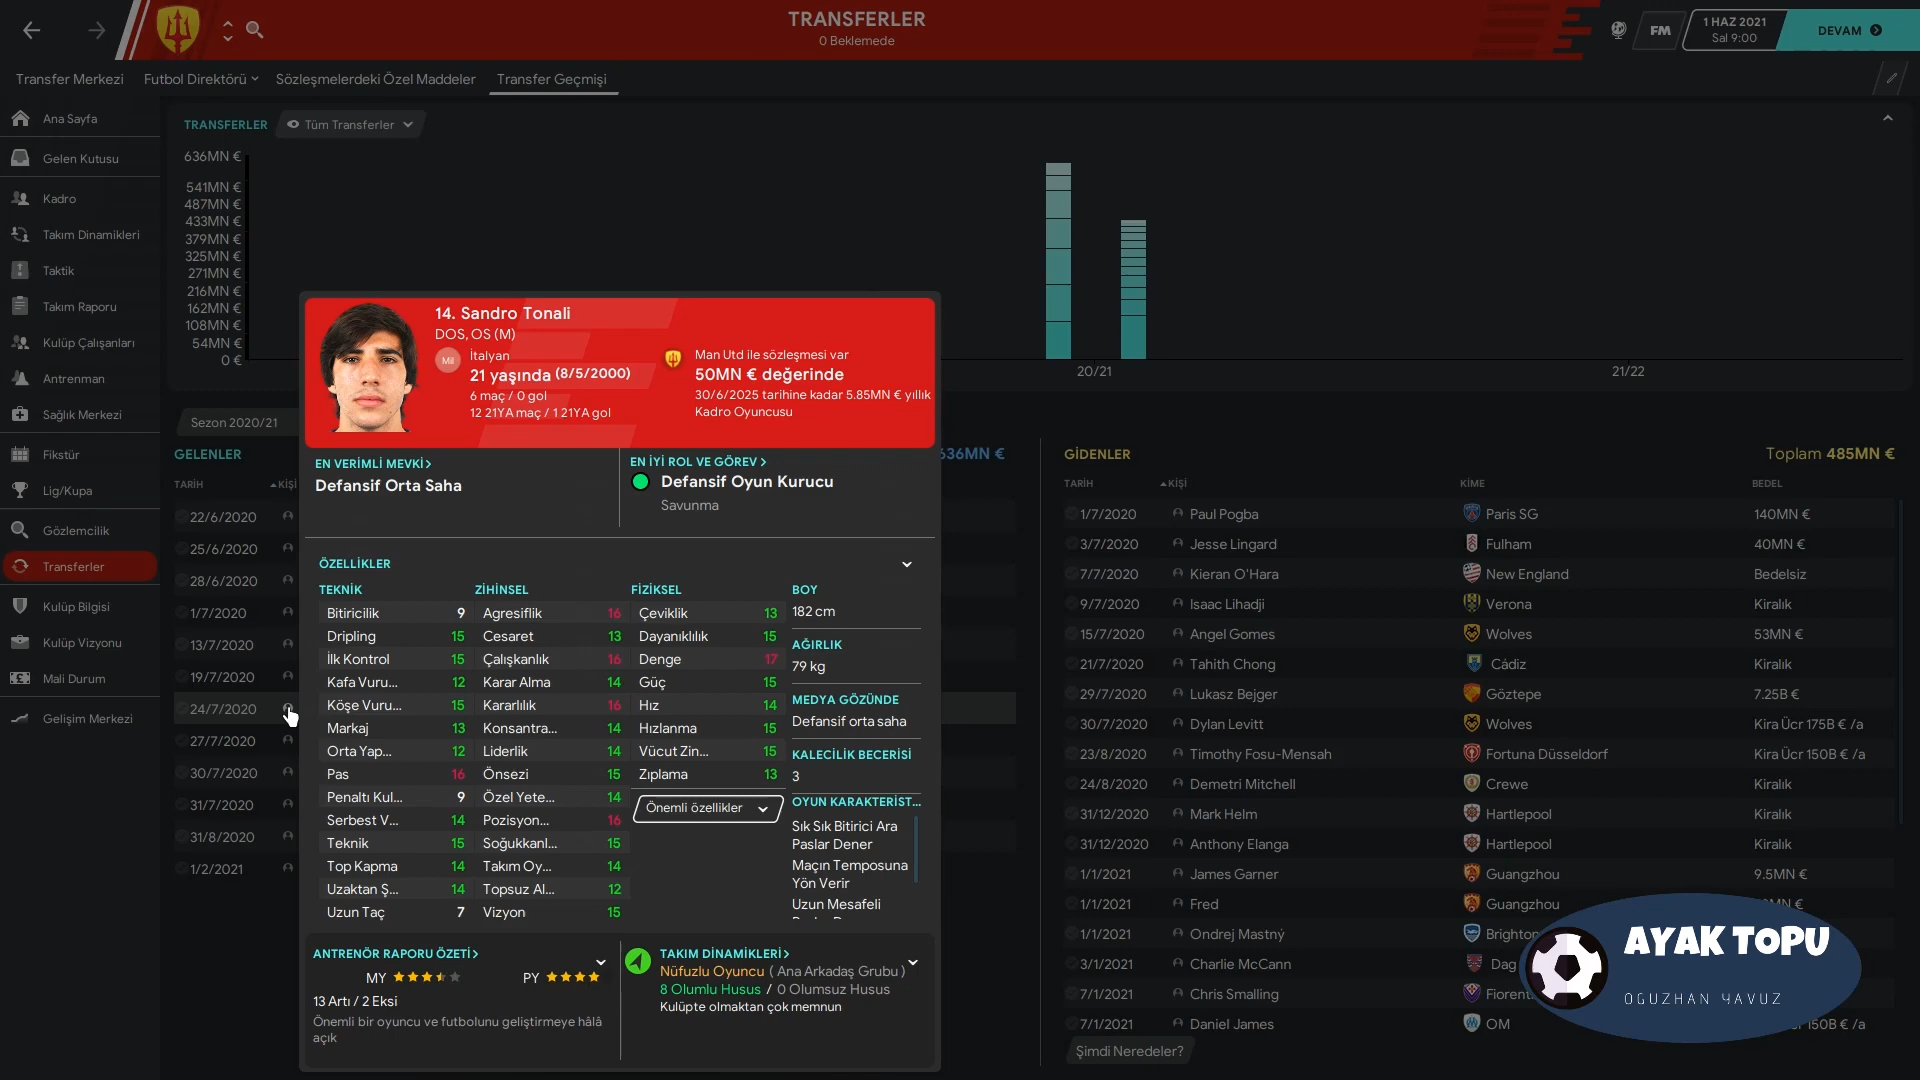 TRANSFERLER
0 Beklemede
FM
1 HAZ 2021
Sal 9:00
DEVAM
Transfer Merkezi
Futbol Direktörü
Sözleşmelerdeki Özel Maddeler
Transfer Geçmişi
Ana Sayfa
Gelen Kutusu
Kadro
Takım Dinamikleri
Taktik
Takım Raporu
Kulüp Çalışanları
Antrenman
Sağlık Merkezi
Fikstür
Lig/Kupa
Gözlemcilik
Transferler
Kulüp Bilgisi
Kulüp Vizyonu
Mali Durum
Gelişim Merkezi
TRANSFERLER
Tüm Transferler
636MN €
541MN €
487MN €
433MN €
379MN €
325MN €
271MN €
216MN €
162MN €
108MN €
54MN €
0 €
20/21
21/22
Sezon 2020/21
GELENLER
636MN €
TARİH
KİŞİ
22/6/2020
25/6/2020
28/6/2020
1/7/2020
13/7/2020
19/7/2020
24/7/2020
27/7/2020
30/7/2020
31/7/2020
31/8/2020
1/2/2021
14. Sandro Tonali
DOS, OS (M)
Mil
İtalyan
21 yaşında (8/5/2000)
6 maç / 0 gol
12 21YA maç / 1 21YA gol
Man Utd ile sözleşmesi var
50MN € değerinde
30/6/2025 tarihine kadar 5.85MN € yıllık
Kadro Oyuncusu
EN VERİMLİ MEVKİ>
Defansif Orta Saha
EN İYİ ROL VE GÖREV >
Defansif Oyun Kurucu
Savunma
ÖZELLİKLER
TEKNİK
Bitiricilik 9
Dripling 15
İlk Kontrol 15
Kafa Vuru... 12
Köşe Vuru... 15
Markaj 13
Orta Yap... 12
Pas 16
Penaltı Kul... 9
Serbest V... 14
Teknik 15
Top Kapma 14
Uzaktan Ş... 14
Uzun Taç 7
ZİHİNSEL
Agresiflik 16
Cesaret 13
Çalışkanlık 16
Karar Alma 14
Kararlılık 16
Konsantra... 14
Liderlik 14
Önsezi 15
Özel Yete... 14
Pozisyon... 16
Soğukkanl... 15
Takım Oy... 14
Topsuz Al... 12
Vizyon 15
FİZİKSEL
Çeviklik 13
Dayanıklılık 15
Denge 17
Güç 15
Hız 14
Hızlanma 15
Vücut Zin... 15
Zıplama 13
Önemli özellikler
BOY
182 cm
AĞIRLIK
79 kg
MEDYA GÖZÜNDE
Defansif orta saha
KALECİLİK BECERİSİ
3
OYUN KARAKTERİST...
Sık Sık Bitirici Ara
Paslar Dener
Maçın Temposuna
Yön Verir
Uzun Mesafeli
ANTRENÖR RAPORU ÖZETİ>
MY
PY
13 Artı / 2 Eksi
Önemli bir oyuncu ve futbolunu geliştirmeye hâlâ
açık
TAKIM DİNAMİKLERİ>
Nüfuzlu Oyuncu ( Ana Arkadaş Grubu )
8 Olumlu Husus / 0 Olumsuz Husus
Kulüpte olmaktan çok memnun
GİDENLER
Toplam 485MN €
TARİH KİŞİ KİME BEDEL
1/7/2020 Paul Pogba Paris SG 140MN €
3/7/2020 Jesse Lingard Fulham 40MN €
7/7/2020 Kieran O'Hara New England Bedelsiz
9/7/2020 Isaac Lihadji Verona Kiralık
15/7/2020 Angel Gomes Wolves 53MN €
21/7/2020 Tahith Chong Cádiz Kiralık
29/7/2020 Lukasz Bejger Göztepe 7.25B €
30/7/2020 Dylan Levitt Wolves Kira Ücr 175B € /a
23/8/2020 Timothy Fosu-Mensah Fortuna Düsseldorf Kira Ücr 150B € /a
24/8/2020 Demetri Mitchell Crewe Kiralık
31/12/2020 Mark Helm Hartlepool Kiralık
31/12/2020 Anthony Elanga Hartlepool Kiralık
1/1/2021 James Garner Guangzhou 9.5MN €
1/1/2021 Fred Guangzhou
1/1/2021 Ondrej Mastný Brighton
3/1/2021 Charlie McCann Dag
7/1/2021 Chris Smalling Fiorent
7/1/2021 Daniel James OM 150B € /a
Şimdi Neredeler?
AYAK TOPU
OGUZHAN YAVUZ